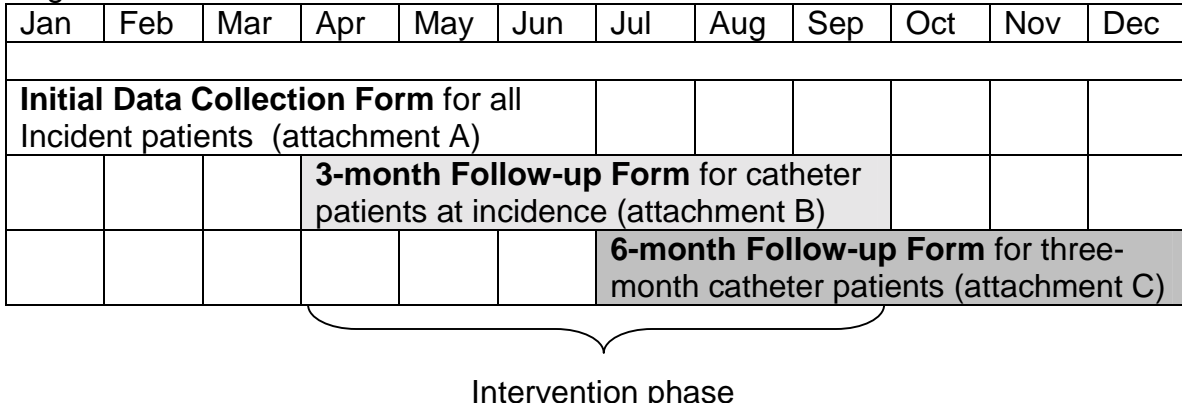 Jan Feb Mar Apr May Jun Jul Aug Sep Oct Nov Dec
Initial Data Collection Form for all
Incident patients (attachment A)
3-month Follow-up Form for catheter
patients at incidence (attachment B)
6-month Follow-up Form for three-
month catheter patients (attachment C)
Intervention phase